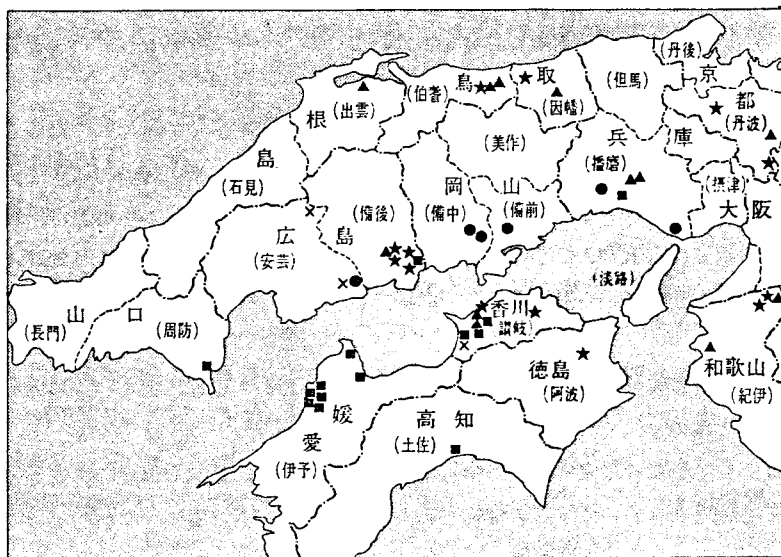 島根
(出雲)
(石見)
鳥取
(伯耆)
(因幡)
兵庫
(但馬)
(播磨)
(摂津)
(淡路)
京都
(丹後)
(丹波)
大阪
岡山
(美作)
(備中)
(備前)
広島
(備後)
(安芸)
山口
(長門)
(周防)
香川
(讃岐)
徳島
(阿波)
愛媛
(伊予)
高知
(土佐)
和歌山
(紀伊)